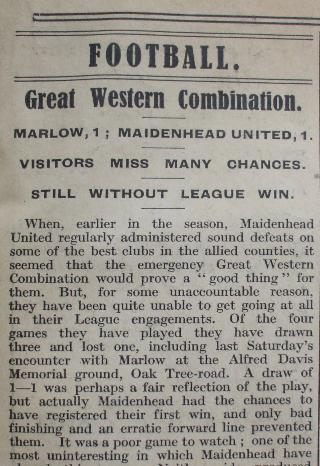 FOOTBALL.
Great Western Combination.
MARLOW, 1 ; MAIDENHEAD UNITED, 1.
VISITORS MISS MANY CHANCES.
STILL WITHOUT LEAGUE WIN.
When, earlier in the season, Maidenhead
United regularly administered sound defeats on
some of the best clubs in the allied counties, it
seemed that the emergency Great Western
Combination would prove a “ good thing ” for
them. But, for some unaccountable reason,
they have been quite unable to get going at all
in their League engagements. Of the four
games they have played they have drawn
three and lost one, including last Saturday's
encounter with Marlow at the Alfred Davis
Memorial ground, Oak Tree-road. A draw of
1—1 was perhaps a fair reflection of the play,
but actually Maidenhead had the chances to
have registered their first win, and only bad
finishing and an erratic forward line prevented
them. It was a poor game to watch ; one of the
most uninteresting in which Maidenhead have